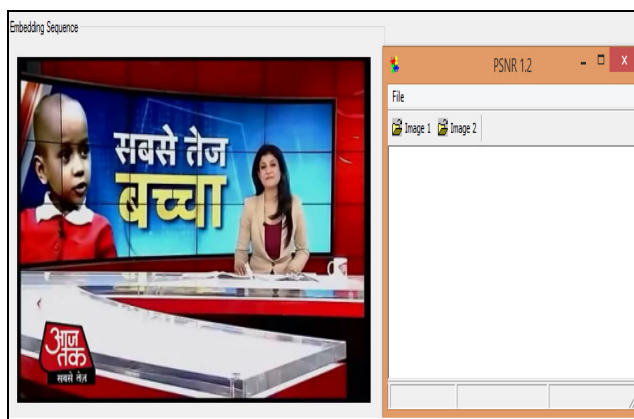 Embedding Sequence
PSNR 1.2
File
Image 1 Image 2
सबसे तेज
बच्चा
आज
तक
सबसे तेज़